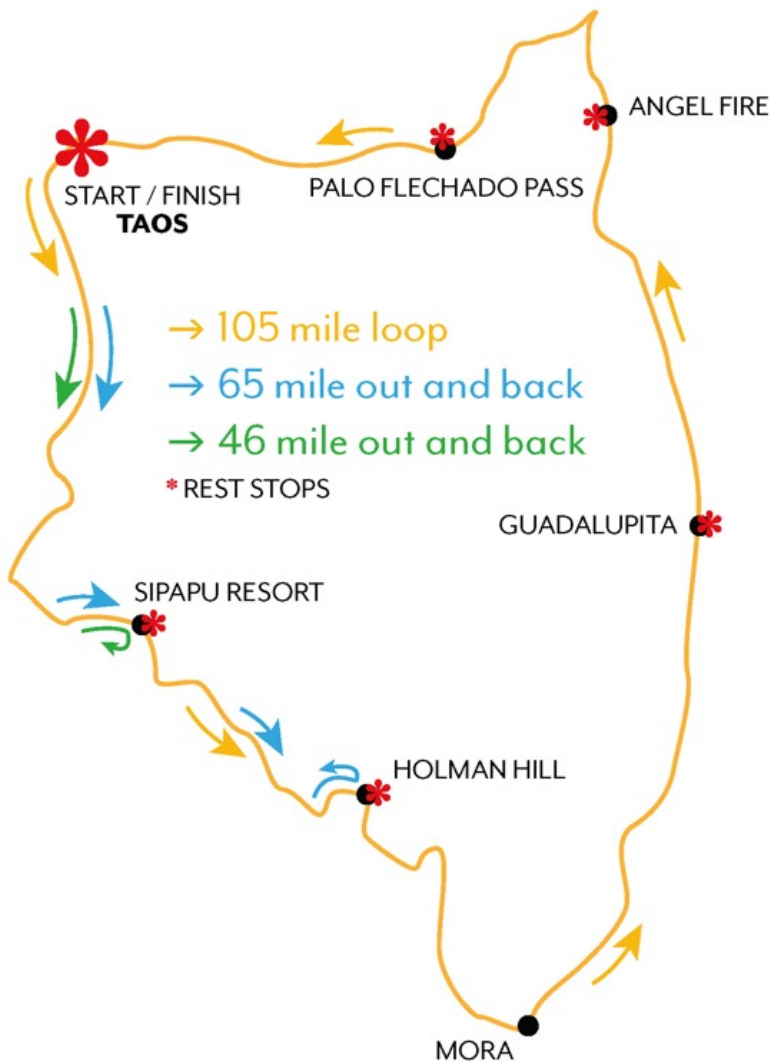 ANGEL FIRE
START / FINISH
TAOS
PALO FLECHADO PASS
→ 105 mile loop
→ 65 mile out and back
→ 46 mile out and back
* REST STOPS
GUADALUPITA
SIPAPU RESORT
HOLMAN HILL
MORA